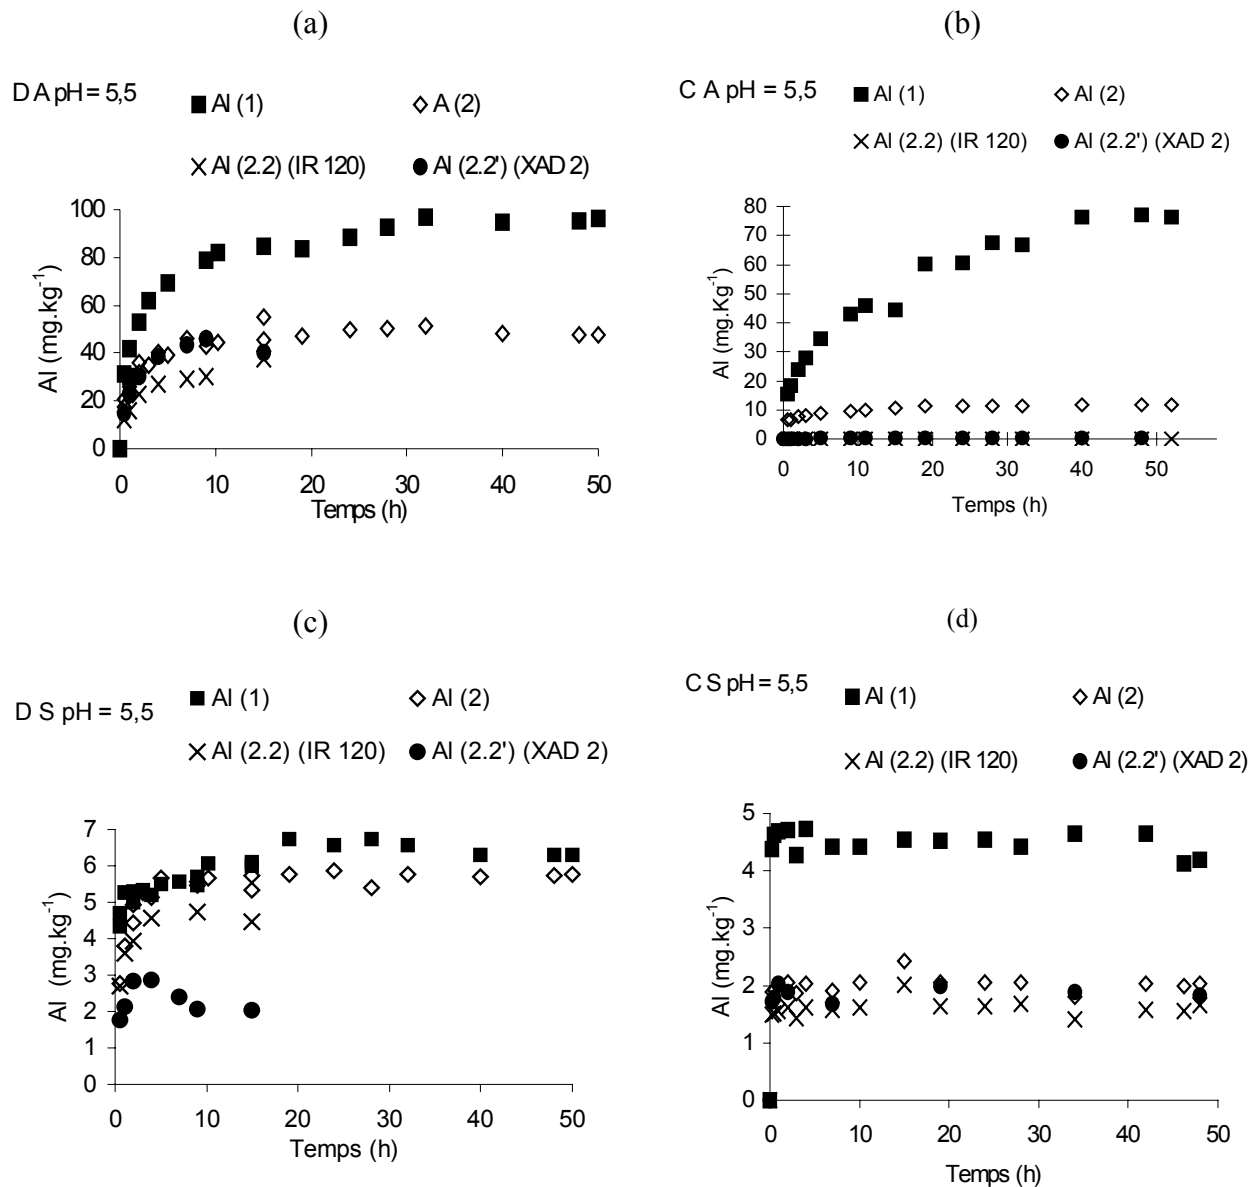 (a)
D A pH = 5,5
Al (1)
A (2)
Al (2.2) (IR 120)
Al (2.2') (XAD 2)
100
80
60
40
20
0
Al (mg.kg-1)
0 10 20 30 40 50
Temps (h)
(b)
C A pH = 5,5
Al (1)
Al (2)
Al (2.2) (IR 120)
Al (2.2') (XAD 2)
80
70
60
50
40
30
20
10
0
Al (mg.kg-1)
0 10 20 30 40 50
Temps (h)
(c)
D S pH = 5,5
Al (1)
Al (2)
Al (2.2) (IR 120)
Al (2.2') (XAD 2)
7
6
5
4
3
2
1
0
Al (mg.kg-1)
0 10 20 30 40 50
Temps (h)
(d)
C S pH = 5,5
Al (1)
Al (2)
Al (2.2) (IR 120)
Al (2.2') (XAD 2)
5
4
3
2
1
0
Al (mg.kg-1)
0 10 20 30 40 50
Temps (h)